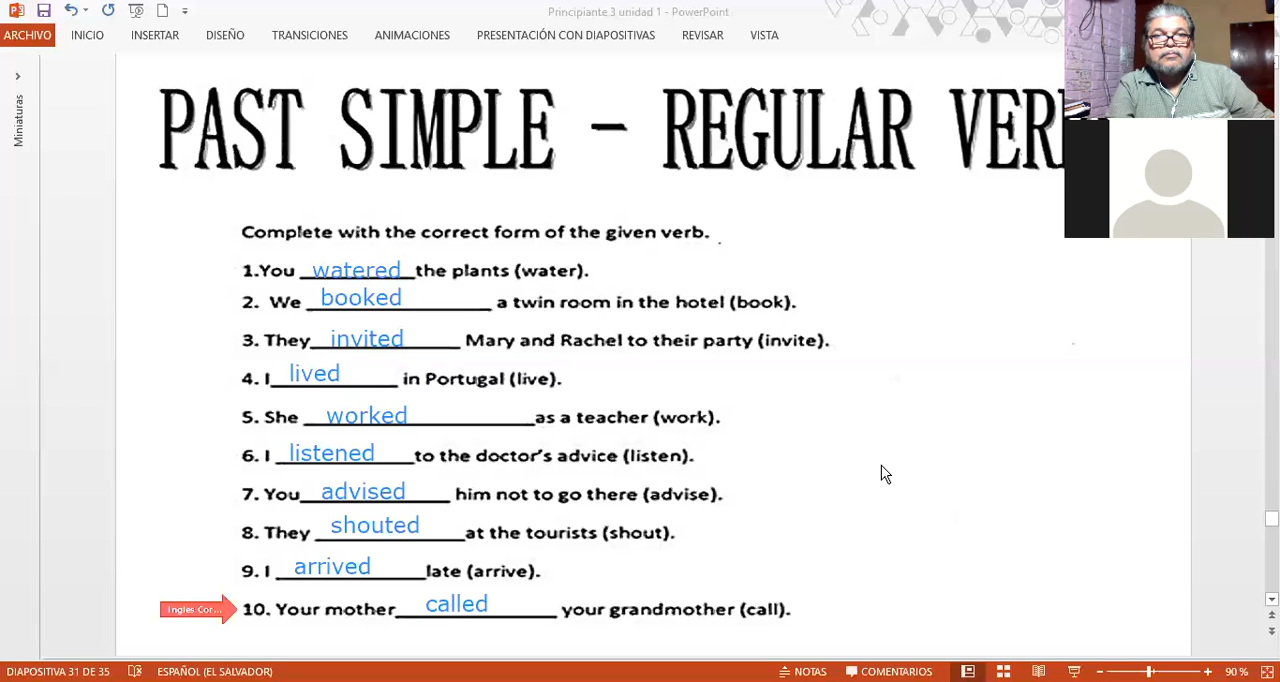 Principiante 3 unidad 1 - PowerPoint
ARCHIVO INICIO INSERTAR DISEÑO TRANSICIONES ANIMACIONES PRESENTACIÓN CON DIAPOSITIVAS REVISAR VISTA
Miniaturas
PAST SIMPLE - REGULAR VER
Complete with the correct form of the given verb.
1.You watered the plants (water).
2. We booked a twin room in the hotel (book).
3. They invited Mary and Rachel to their party (invite).
4. I lived in Portugal (live).
5. She worked as a teacher (work).
6. I listened to the doctor's advice (listen).
7. You advised him not to go there (advise).
8. They shouted at the tourists (shout).
9. I arrived late (arrive).
Ingles Cor...
10. Your mother called your grandmother (call).
DIAPOSITIVA 31 DE 35 ESPAÑOL (EL SALVADOR) NOTAS COMENTARIOS 90 %